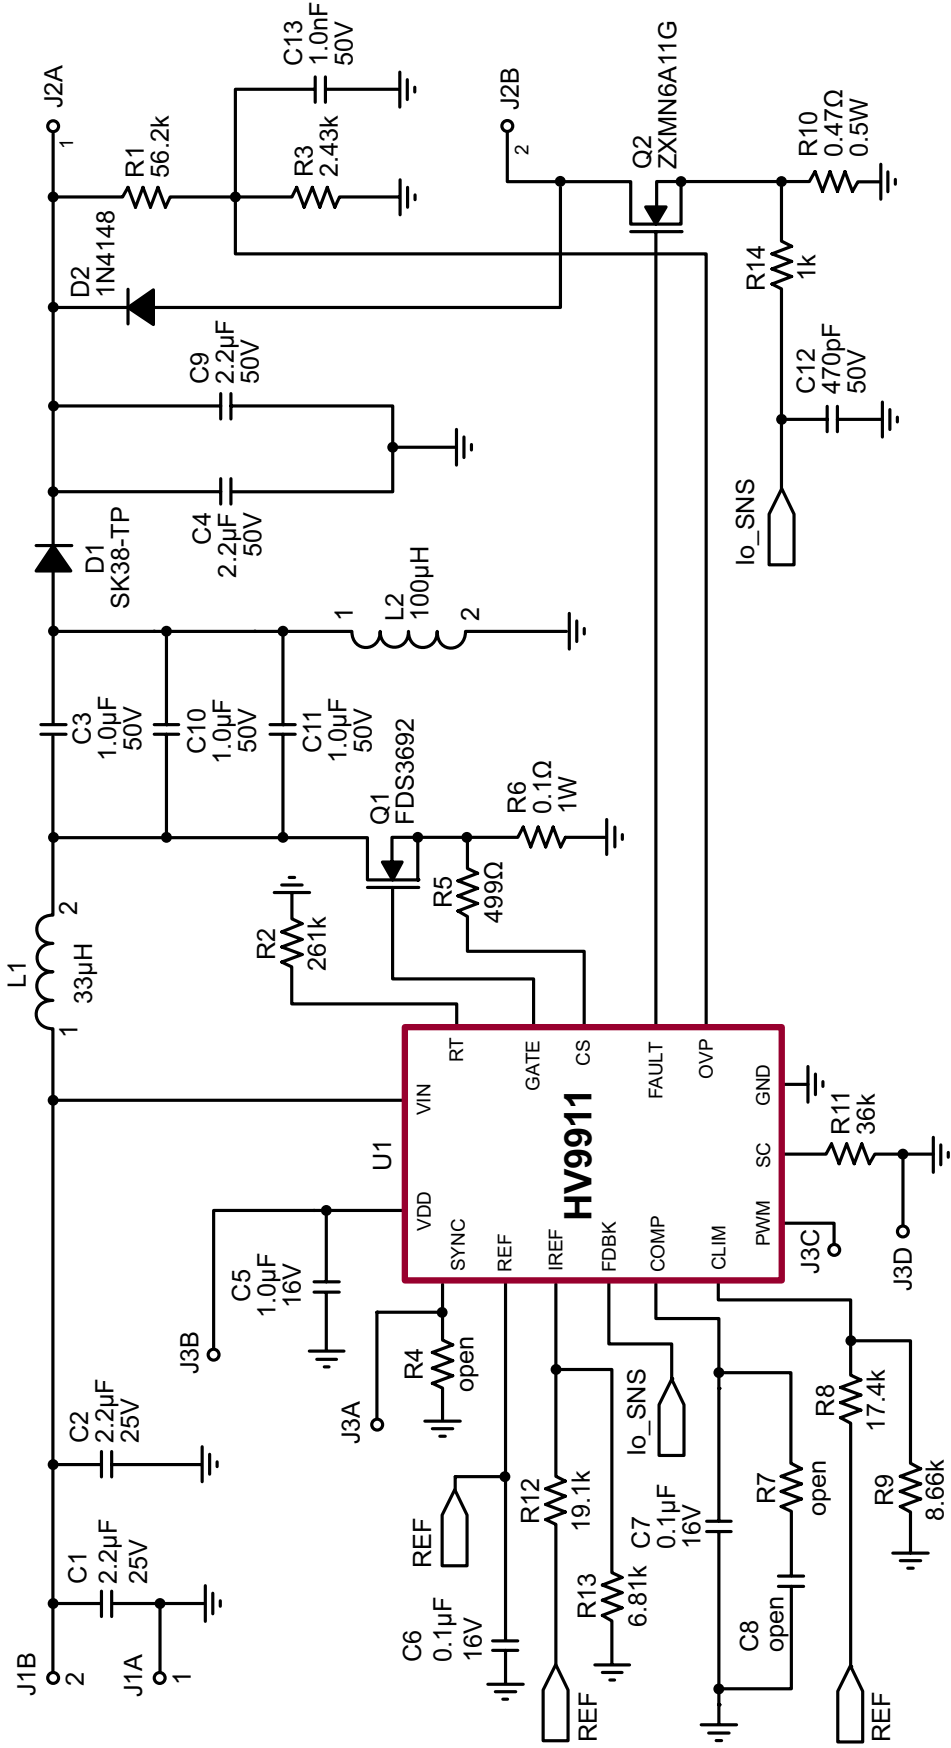 J1B
2
J1A
1
C1
2.2µF
25V
C2
2.2µF
25V
L1
1
2
33µH
C3
1.0µF
50V
C10
1.0µF
50V
C11
1.0µF
50V
L2
100µH
1
2
D1
SK38-TP
C4
2.2µF
50V
C9
2.2µF
50V
D2
1N4148
R1
56.2k
R3
2.43k
C13
1.0nF
50V
J2A
1
J2B
2
J3B
C5
1.0µF
16V
J3A
R4
open
R2
261k
Q1
FDS3692
R5
499Ω
R6
0.1Ω
1W
U1
HV9911
VDD
VIN
SYNC
REF
IREF
FDBK
COMP
CLIM
RT
GATE
CS
FAULT
OVP
PWM
SC
GND
REF
C6
0.1µF
16V
R12
19.1k
REF
R13
6.81k
Io_SNS
C7
0.1µF
16V
C8
open
R7
open
R8
17.4k
REF
R9
8.66k
J3C
J3D
R11
36k
Io_SNS
C12
470pF
50V
R14
1k
Q2
ZXMN6A11G
R10
0.47Ω
0.5W